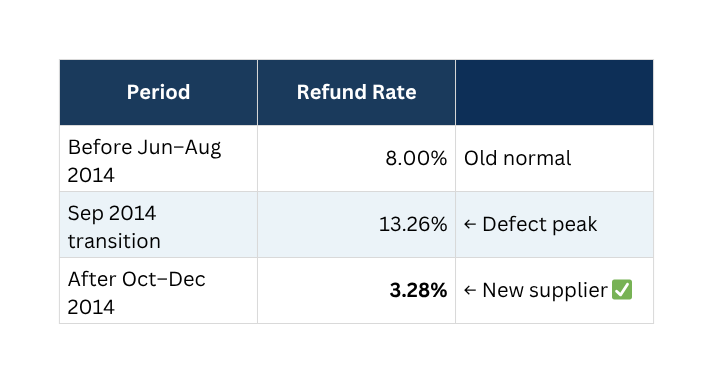 Period
Refund Rate
Before Jun–Aug
2014
8.00%
Old normal
Sep 2014
transition
13.26%
← Defect peak
After Oct–Dec
2014
3.28%
← New supplier ✅